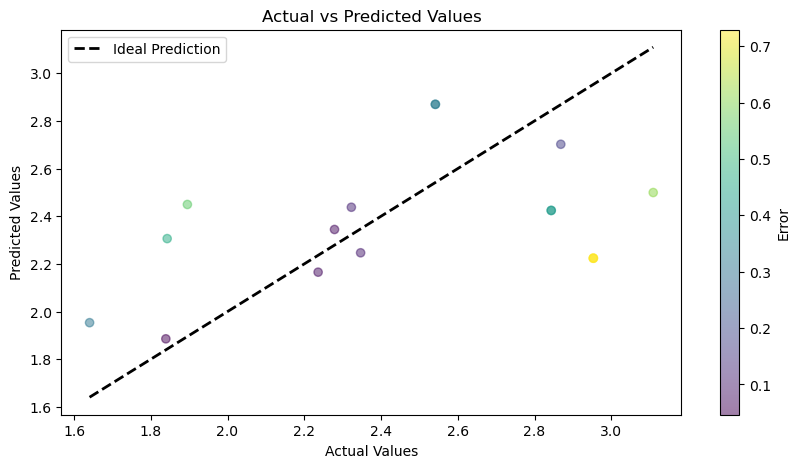 Actual vs Predicted Values
Ideal Prediction
Predicted Values
3.0
2.8
2.6
2.4
2.2
2.0
1.8
1.6
1.6 1.8 2.0 2.2 2.4 2.6 2.8 3.0
Actual Values
0.7
0.6
0.5
0.4
0.3
0.2
0.1
Error